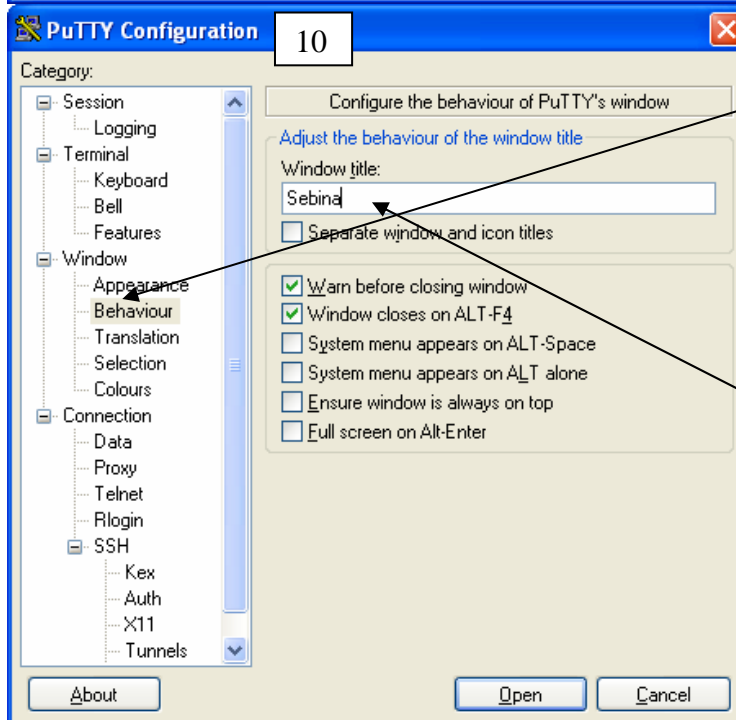 PuTTY Configuration
10
Category:
Session
Logging
Terminal
Keyboard
Bell
Features
Window
Appearance
Behaviour
Translation
Selection
Colours
Connection
Data
Proxy
Telnet
Rlogin
SSH
Kex
Auth
X11
Tunnels
Configure the behaviour of PuTTY's window
Adjust the behaviour of the window title
Window title:
Sebina
Separate window and icon titles
Warn before closing window
Window closes on ALT-F4
System menu appears on ALT-Space
System menu appears on ALT alone
Ensure window is always on top
Full screen on Alt-Enter
About
Open
Cancel